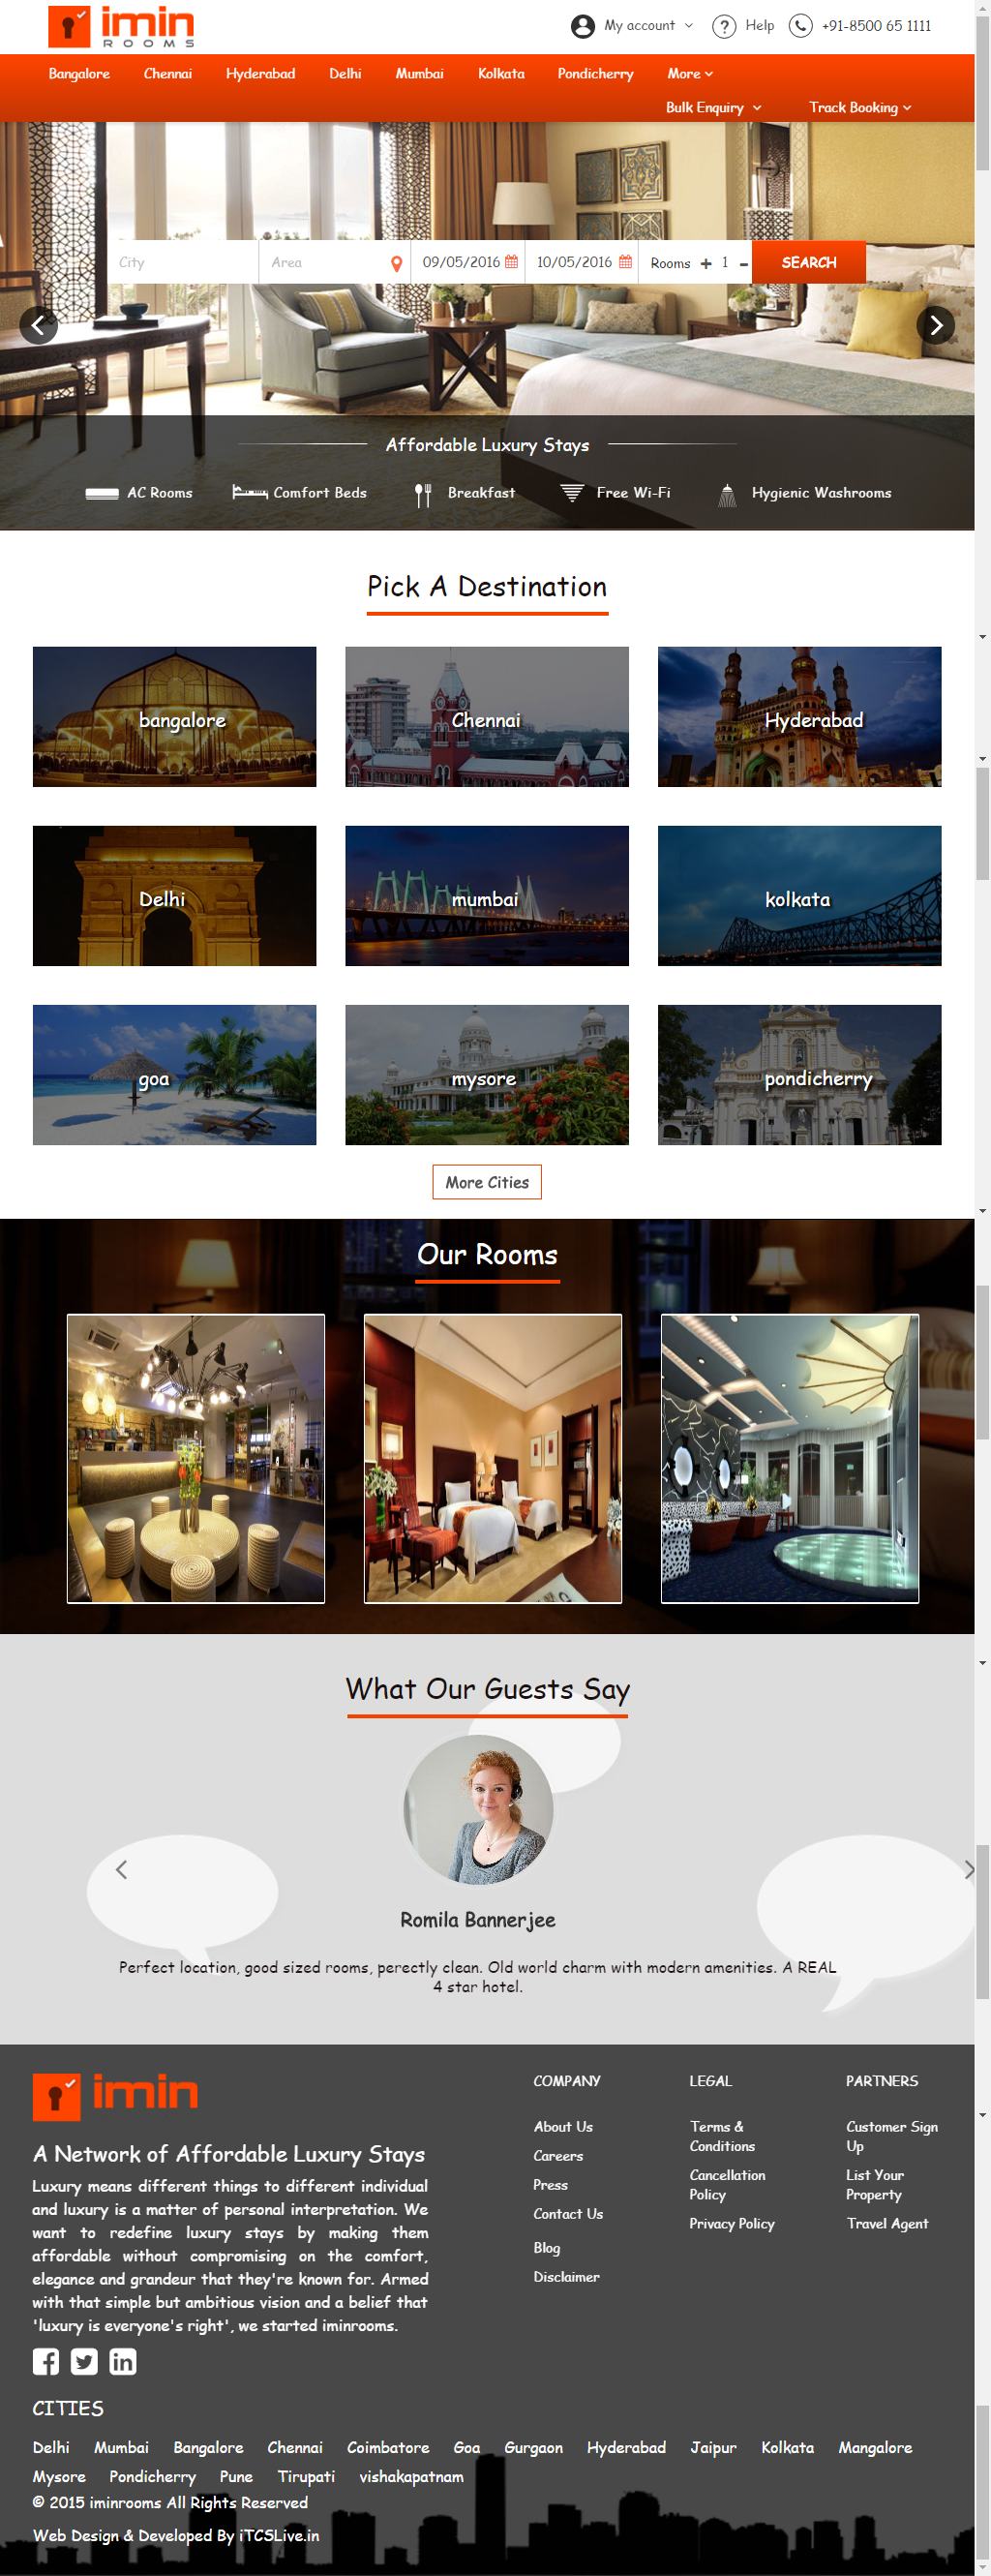 imin
ROOMS
My account
Help
+91-8500 65 1111
Bangalore Chennai Hyderabad Delhi Mumbai Kolkata Pondicherry More
Bulk Enquiry Track Booking
City Area 09/05/2016 10/05/2016 Rooms + 1 - SEARCH
Affordable Luxury Stays
AC Rooms Comfort Beds Breakfast Free Wi-Fi Hygienic Washrooms
Pick A Destination
bangalore Chennai Hyderabad
Delhi mumbai kolkata
goa mysore pondicherry
More Cities
Our Rooms
What Our Guests Say
Romila Bannerjee
Perfect location, good sized rooms, perectly clean. Old world charm with modern amenities. A REAL
4 star hotel.
imin
A Network of Affordable Luxury Stays
Luxury means different things to different individual
and luxury is a matter of personal interpretation. We
want to redefine luxury stays by making them
affordable without compromising on the comfort,
elegance and grandeur that they're known for. Armed
with that simple but ambitious vision and a belief that
'luxury is everyone's right', we started iminrooms.
COMPANY
About Us
Careers
Press
Contact Us
Blog
Disclaimer
LEGAL
Terms &
Conditions
Cancellation
Policy
Privacy Policy
PARTNERS
Customer Sign
Up
List Your
Property
Travel Agent
CITIES
Delhi Mumbai Bangalore Chennai Coimbatore Goa Gurgaon Hyderabad Jaipur Kolkata Mangalore
Mysore Pondicherry Pune Tirupati vishakapatnam
© 2015 iminrooms All Rights Reserved
Web Design & Developed By iTCSLive.in